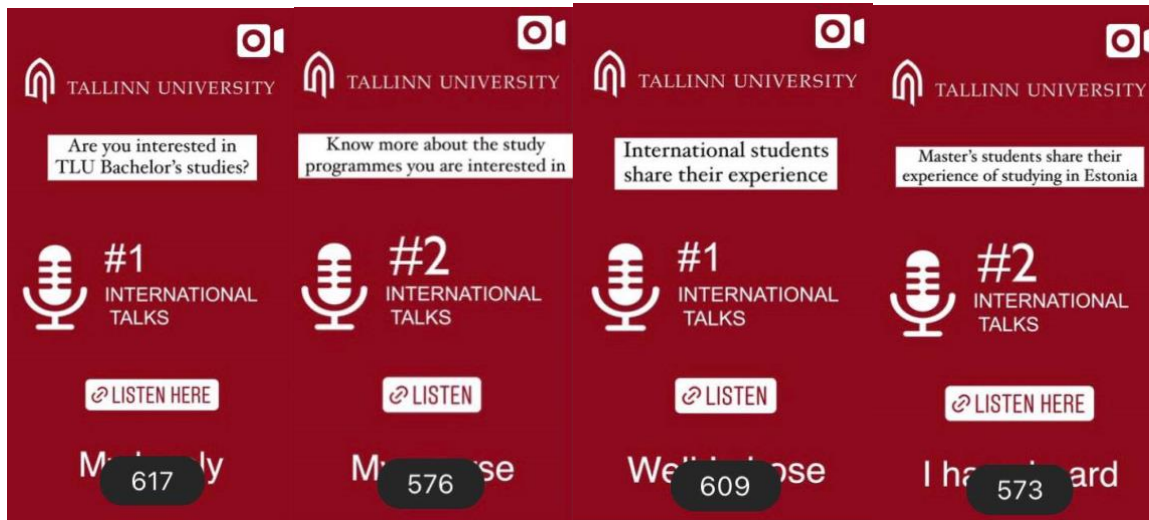 TALLINN UNIVERSITY
Are you interested in
TLU Bachelor's studies?
#1
INTERNATIONAL
TALKS
LISTEN HERE
617
TALLINN UNIVERSITY
Know more about the study
programmes you are interested in
#2
INTERNATIONAL
TALKS
LISTEN
576
TALLINN UNIVERSITY
International students
share their experience
#1
INTERNATIONAL
TALKS
LISTEN
609
TALLINN UNIVERSITY
Master's students share their
experience of studying in Estonia
#2
INTERNATIONAL
TALKS
LISTEN HERE
I
573